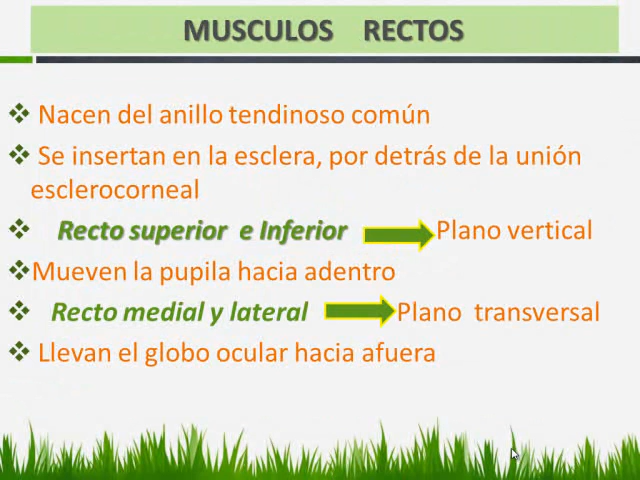 MUSCULOS RECTOS
❖ Nacen del anillo tendinoso común
❖ Se insertan en la esclera, por detrás de la unión
esclerocorneal
❖ Recto superior e Inferior Plano vertical
❖Mueven la pupila hacia adentro
❖ Recto medial y lateral Plano transversal
❖ Llevan el globo ocular hacia afuera